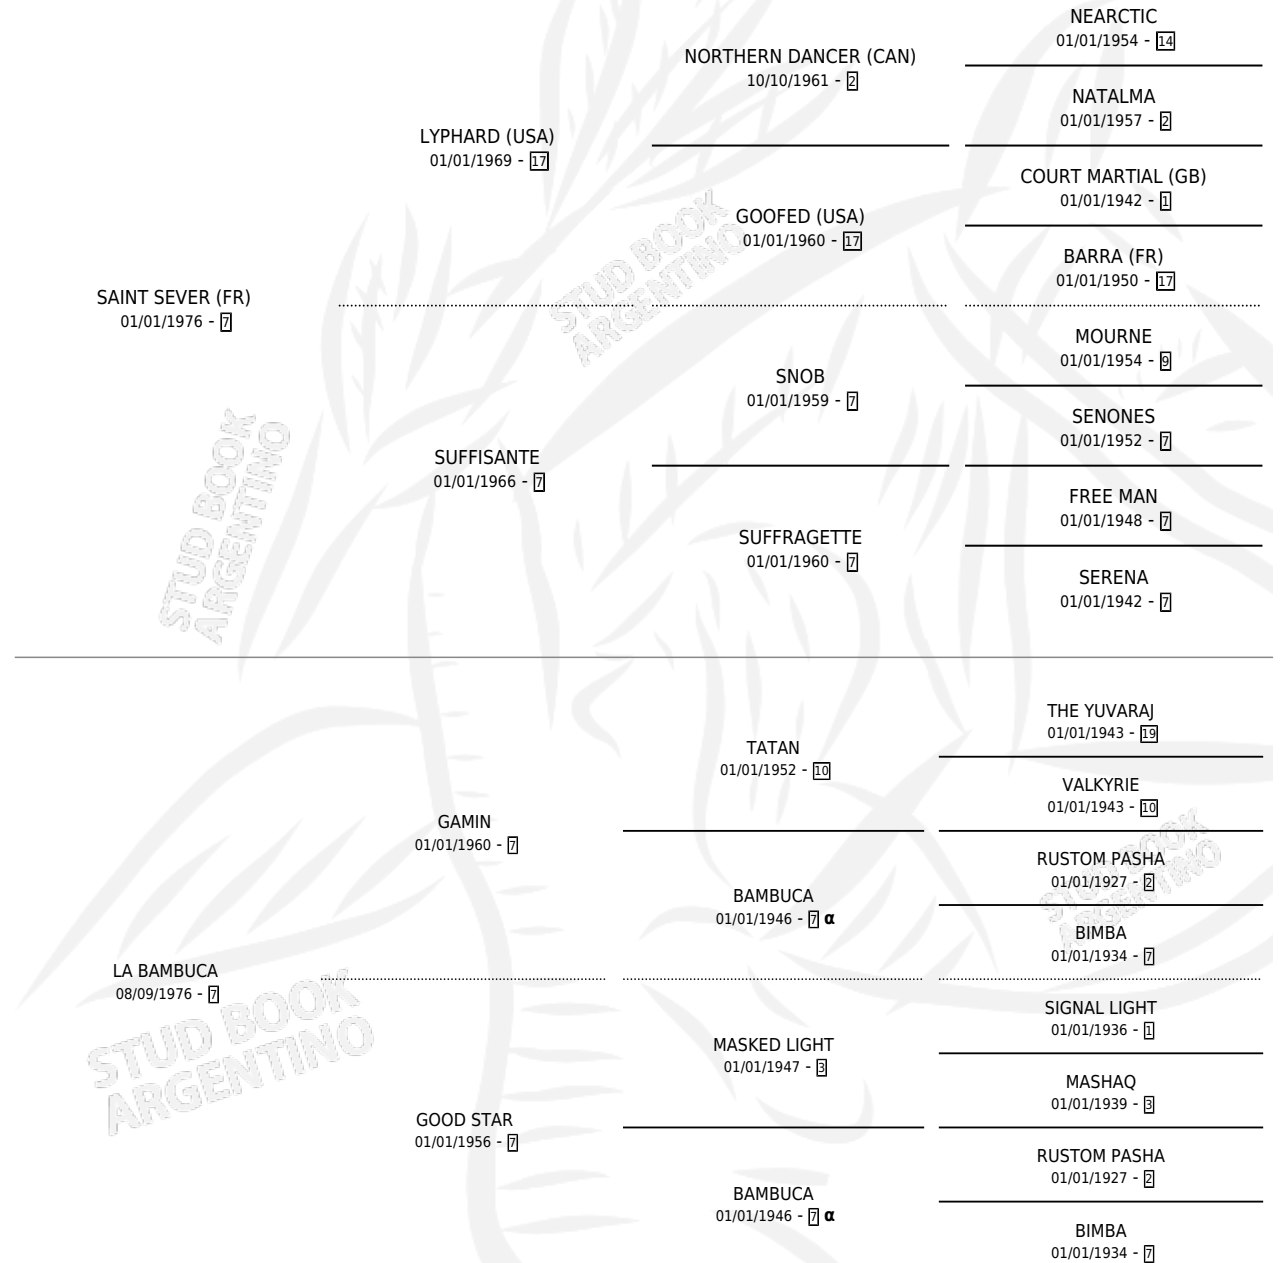 NEARCTIC
01/01/1954 - 14
NORTHERN DANCER (CAN)
10/10/1961 - 2
NATALMA
01/01/1957 - 2
LYPHARD (USA)
01/01/1969 - 17
COURT MARTIAL (GB)
01/01/1942 - 1
GOOFED (USA)
01/01/1960 - 17
BARRA (FR)
01/01/1950 - 17
SAINT SEVER (FR)
01/01/1976 - 7
MOURNE
01/01/1954 - 9
SNOB
01/01/1959 - 7
SENONES
01/01/1952 - 7
SUFFISANTE
01/01/1966 - 7
FREE MAN
01/01/1948 - 7
SUFFRAGETTE
01/01/1960 - 7
SERENA
01/01/1942 - 7
THE YUVARAJ
01/01/1943 - 19
TATAN
01/01/1952 - 10
VALKYRIE
01/01/1943 - 10
GAMIN
01/01/1960 - 7
RUSTOM PASHA
01/01/1927 - 2
BAMBUCA
01/01/1946 - 7 α
BIMBA
01/01/1934 - 7
LA BAMBUCA
08/09/1976 - 7
SIGNAL LIGHT
01/01/1936 - 1
MASKED LIGHT
01/01/1947 - 3
MASHAQ
01/01/1939 - 3
GOOD STAR
01/01/1956 - 7
RUSTOM PASHA
01/01/1927 - 2
BAMBUCA
01/01/1946 - 7 α
BIMBA
01/01/1934 - 7
STUD BOOK
ARGENTINO
STUD BOOK
ARGENTINO
STUD BOOK
ARGENTINO
STUD BOOK
ARGENTINO